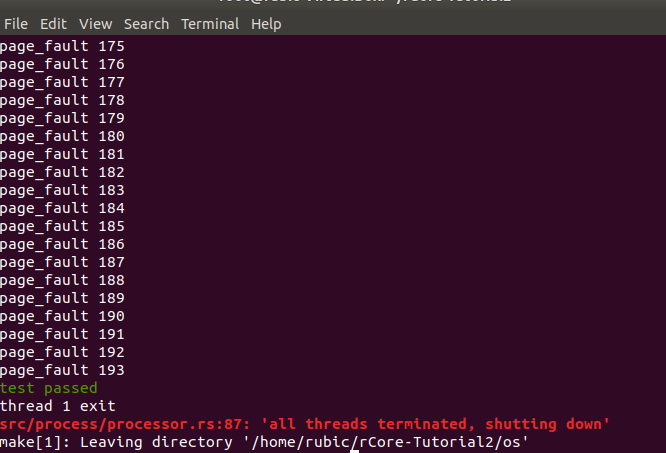 File Edit View Search Terminal Help
page_fault 175
page_fault 176
page_fault 177
page_fault 178
page_fault 179
page_fault 180
page_fault 181
page_fault 182
page_fault 183
page_fault 184
page_fault 185
page_fault 186
page_fault 187
page_fault 188
page_fault 189
page_fault 190
page_fault 191
page_fault 192
page_fault 193
test passed
thread 1 exit
src/process/processor.rs:87: 'all threads terminated, shutting down'
make[1]: Leaving directory '/home/rubic/rCore-Tutorial2/os'